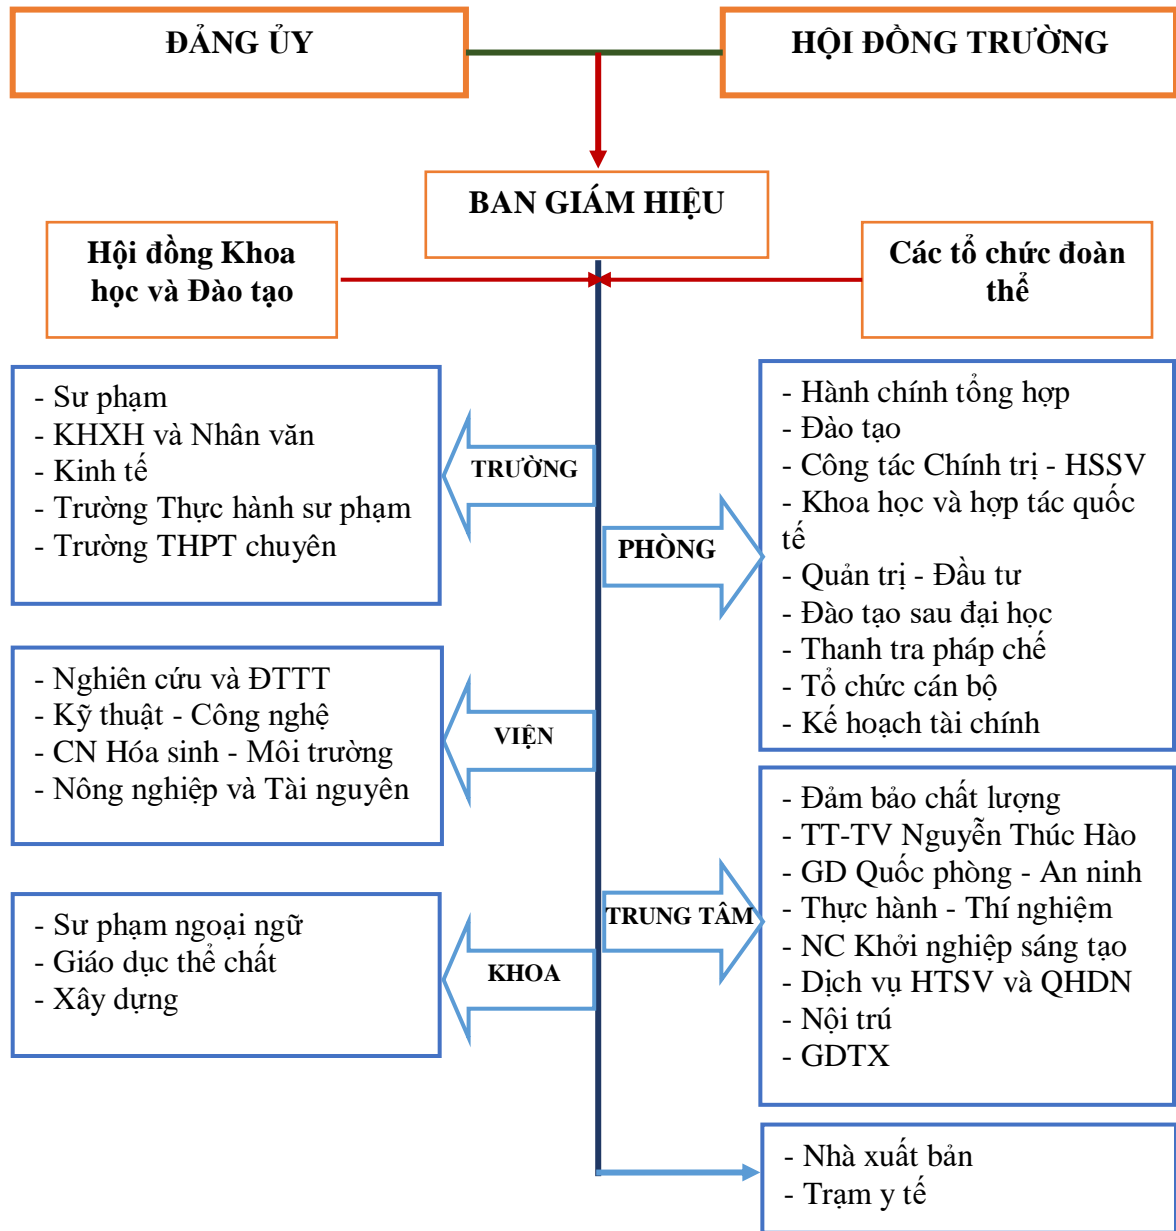 ĐẢNG ỦY
HỘI ĐỒNG TRƯỜNG
BAN GIÁM HIỆU
Hội đồng Khoa
học và Đào tạo
Các tổ chức đoàn
thể
TRƯỜNG
- Sư phạm
- KHXH và Nhân văn
- Kinh tế
- Trường Thực hành sư phạm
- Trường THPT chuyên
PHÒNG
- Hành chính tổng hợp
- Đào tạo
- Công tác Chính trị - HSSV
- Khoa học và hợp tác quốc
tế
- Quản trị - Đầu tư
- Đào tạo sau đại học
- Thanh tra pháp chế
- Tổ chức cán bộ
- Kế hoạch tài chính
VIỆN
- Nghiên cứu và ĐTTT
- Kỹ thuật - Công nghệ
- CN Hóa sinh - Môi trường
- Nông nghiệp và Tài nguyên
TRUNG TÂM
- Đảm bảo chất lượng
- TT-TV Nguyễn Thúc Hào
- GD Quốc phòng - An ninh
- Thực hành - Thí nghiệm
- NC Khởi nghiệp sáng tạo
- Dịch vụ HTSV và QHDN
- Nội trú
- GDTX
KHOA
- Sư phạm ngoại ngữ
- Giáo dục thể chất
- Xây dựng
- Nhà xuất bản
- Trạm y tế